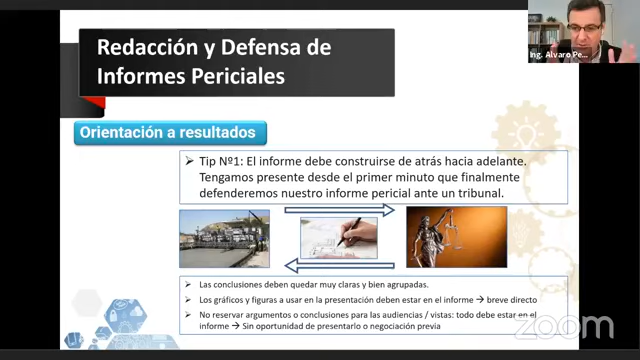 Redacción y Defensa de
Informes Periciales
Ing. Alvaro Pe...
Orientación a resultados
➢ Tip Nº1: El informe debe construirse de atrás hacia adelante.
Tengamos presente desde el primer minuto que finalmente
defenderemos nuestro informe pericial ante un tribunal.
➢ Las conclusiones deben quedar muy claras y bien agrupadas.
➢ Los gráficos y figuras a usar en la presentación deben estar en el informe → breve directo
➢ No reservar argumentos o conclusiones para las audiencias / vistas: todo debe estar en el
informe → Sin oportunidad de presentarlo o negociación previa
zoom